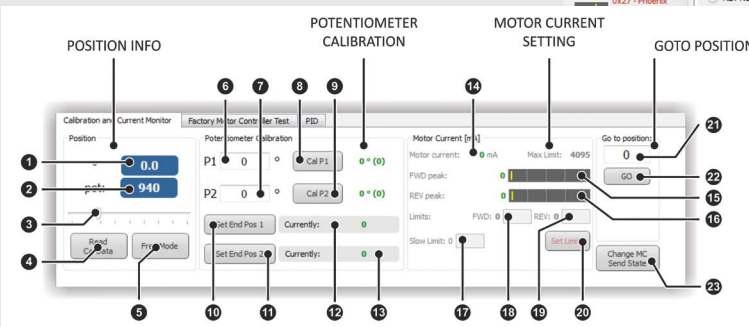 0x27 - Phoenix
POTENTIOMETER
CALIBRATION
MOTOR CURRENT
SETTING
POSITION INFO
GOTO POSITION
6
7
8
9
14
Calibration and Current Monitor
Factory Motor Controller Test
PID
Position
Potentiometer Calibration
Motor Current [mA]
Go to position:
21
1
0.0
P1
0
°
Cal P1
0 ° (0)
Motor current:
0 mA
Max Limit: 4095
0
2
pot:
940
FWD peak:
0
GO
22
15
3
P2
0
°
Cal P2
0 ° (0)
REV peak:
0
16
Set End Pos 1
Currently:
0
Limits:
FWD: 0
REV: 0
4
Read
Cal Data
Free Mode
Set End Pos 2
Currently:
0
Slow Limit: 0
Set Limits
Change MC
Send State
23
5
10
11
12
13
17
18
19
20